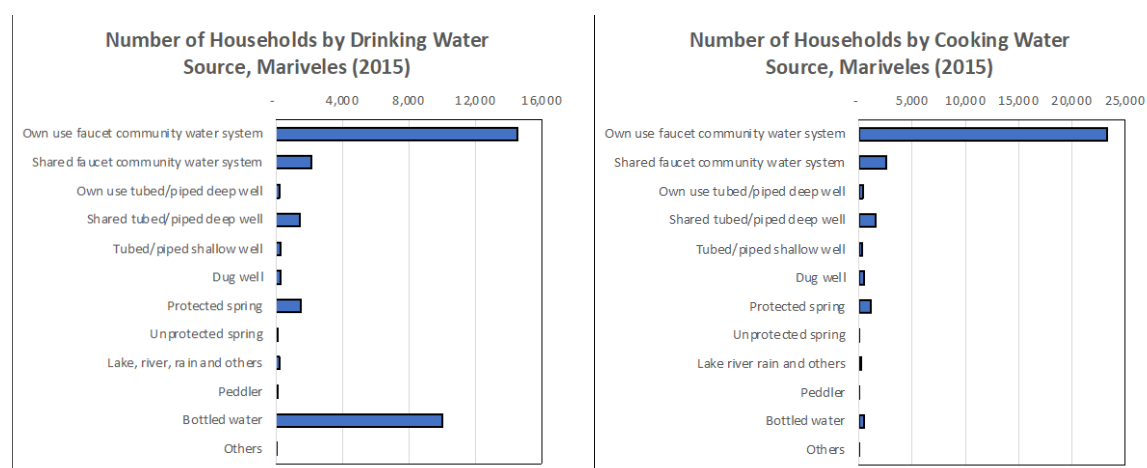 Number of Households by Drinking Water
Source, Mariveles (2015)
- 4,000 8,000 12,000 16,000
Own use faucet community water system
Shared faucet community water system
Own use tubed/piped deep well
Shared tubed/piped deep well
Tubed/piped shallow well
Dug well
Protected spring
Unprotected spring
Lake, river, rain and others
Peddler
Bottled water
Others
Number of Households by Cooking Water
Source, Mariveles (2015)
- 5,000 10,000 15,000 20,000 25,000
Own use faucet community water system
Shared faucet community water system
Own use tubed/piped deep well
Shared tubed/piped deep well
Tubed/piped shallow well
Dug well
Protected spring
Unprotected spring
Lake river rain and others
Peddler
Bottled water
Others